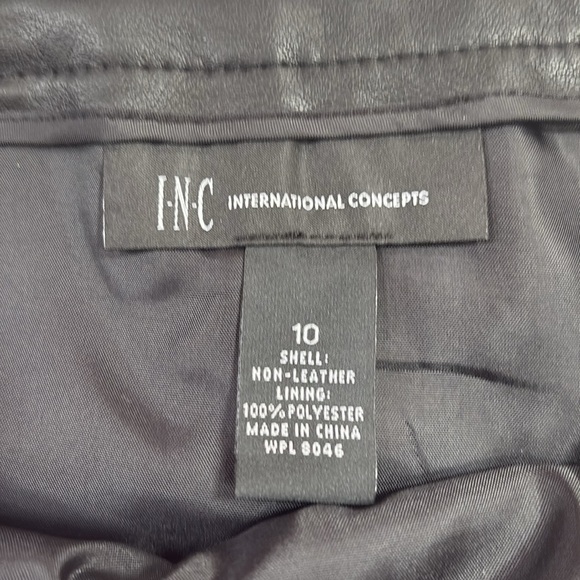 I·N·C INTERNATIONAL CONCEPTS
10
SHELL:
NON-LEATHER
LINING:
100% POLYESTER
MADE IN CHINA
WPL 8046